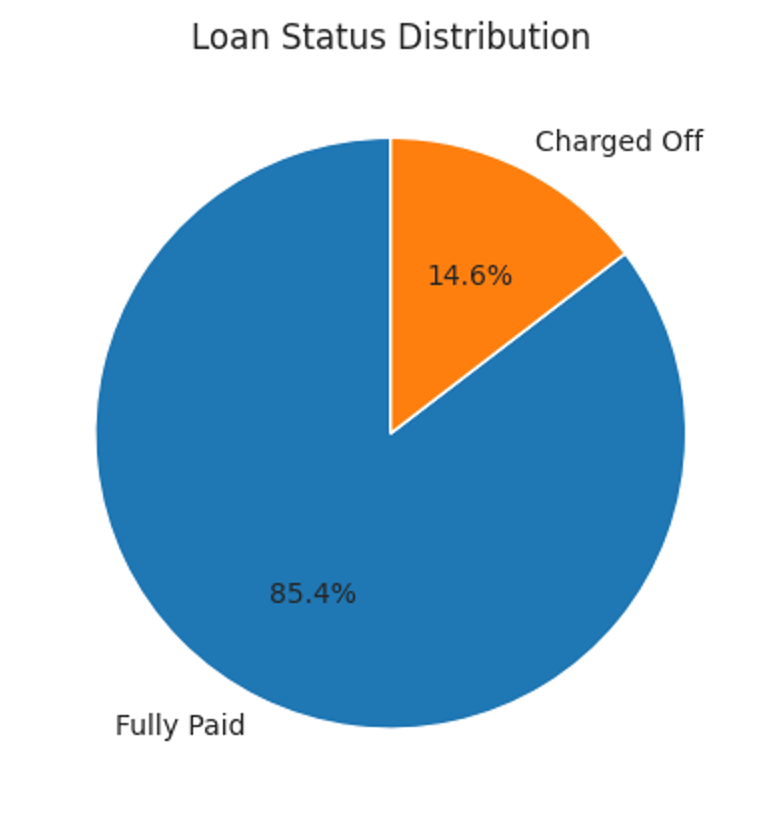 Loan Status Distribution
Charged Off
14.6%
85.4%
Fully Paid